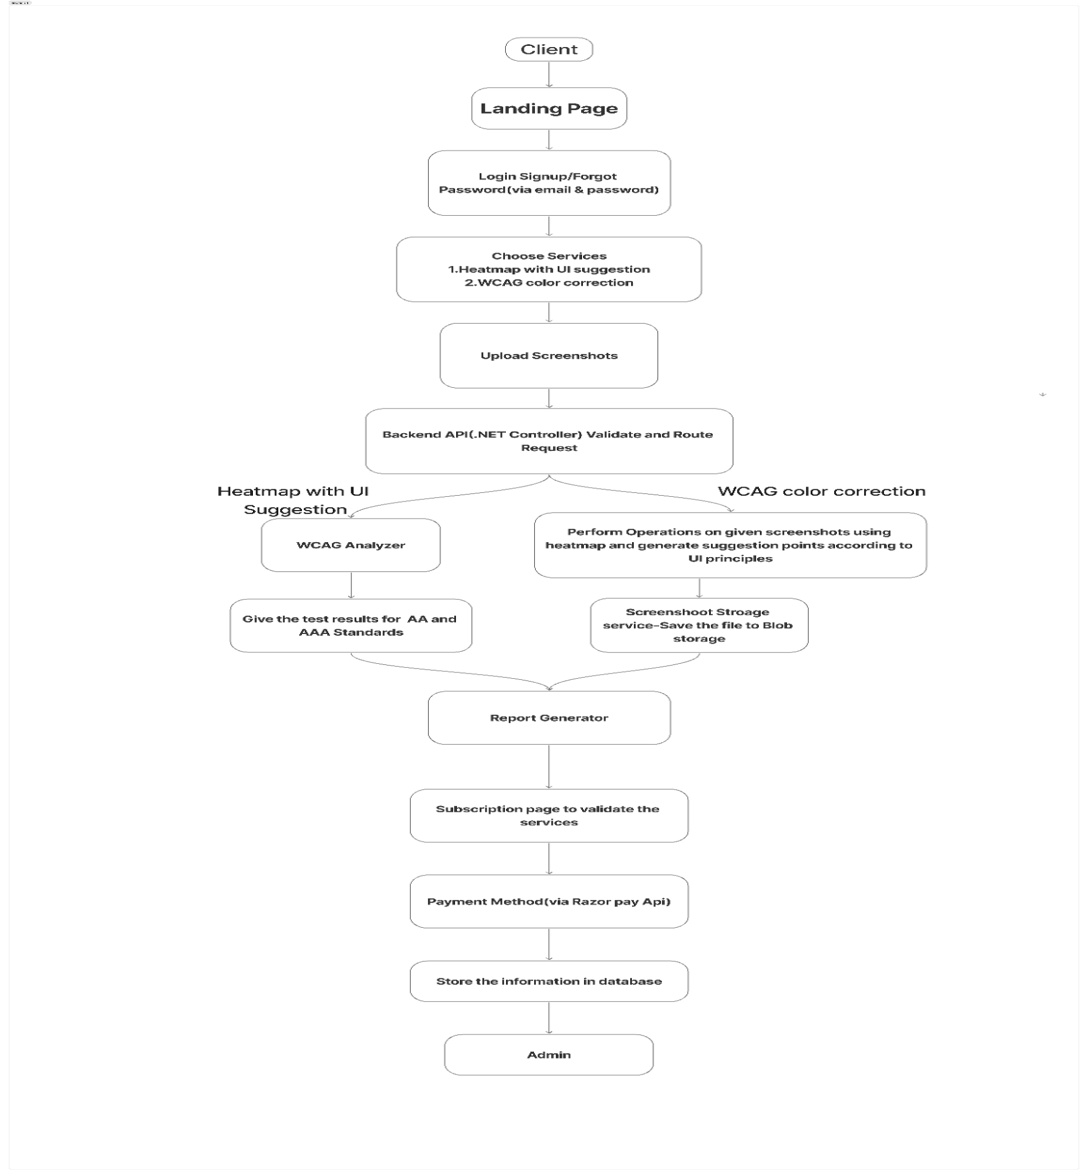 Client
Landing Page
Login Signup/Forgot
Password(via email & password)
Choose Services
1.Heatmap with UI suggestion
2.WCAG color correction
Upload Screenshots
Backend API(.NET Controller) Validate and Route
Request
Heatmap with UI
Suggestion
WCAG color correction
WCAG Analyzer
Perform Operations on given screenshots using
heatmap and generate suggestion points according to
UI principles
Give the test results for AA and
AAA Standards
Screenshoot Stroage
service-Save the file to Blob
storage
Report Generator
Subscription page to validate the
services
Payment Method(via Razor pay Api)
Store the information in database
Admin